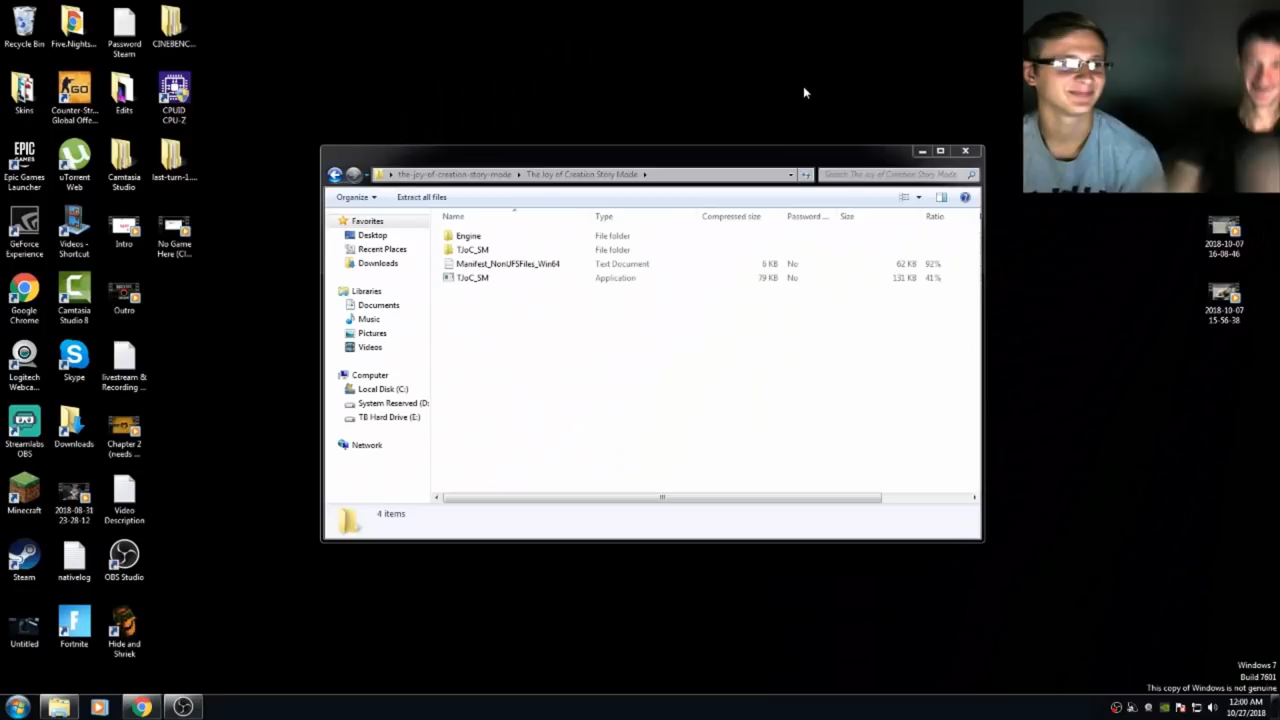 Recycle Bin
Five.Nights...
Password
Steam
CINEBENC...
Skins
Counter-Str...
Global Offe...
Edits
CPUID
CPU-Z
EPIC
GAMES
Epic Games
Launcher
uTorrent
Web
Camtasia
Studio
last-turn-1....
GeForce
Experience
Videos -
Shortcut
Intro
No Game
Here (Cl...
Google
Chrome
Camtasia
Studio 8
Outro
Logitech
Webca...
Skype
livestream &
Recording ...
Streamlabs
OBS
Downloads
Chapter 2
(needs ...
Minecraft
2018-08-31
23-28-12
Video
Description
Steam
nativelog
OBS Studio
Untitled
Fortnite
Hide and
Shriek
the-joy-of-creation-story-mode
The Joy of Creation Story Mode
Search The Joy of Creation Story Mode
Organize
Extract all files
Name
Type
Compressed size
Password ...
Size
Ratio
Engine
File folder
TJoC_SM
File folder
Manifest_NonUFSFiles_Win64
Text Document
6 KB
No
62 KB
92%
TJoC_SM
Application
79 KB
No
131 KB
41%
Favorites
Desktop
Recent Places
Downloads
Libraries
Documents
Music
Pictures
Videos
Computer
Local Disk (C:)
System Reserved (D:
TB Hard Drive (E:)
Network
4 items
2018-10-07
16-08-46
2018-10-07
15-56-38
Windows 7
Build 7601
This copy of Windows is not genuine
12:00 AM
10/27/2018